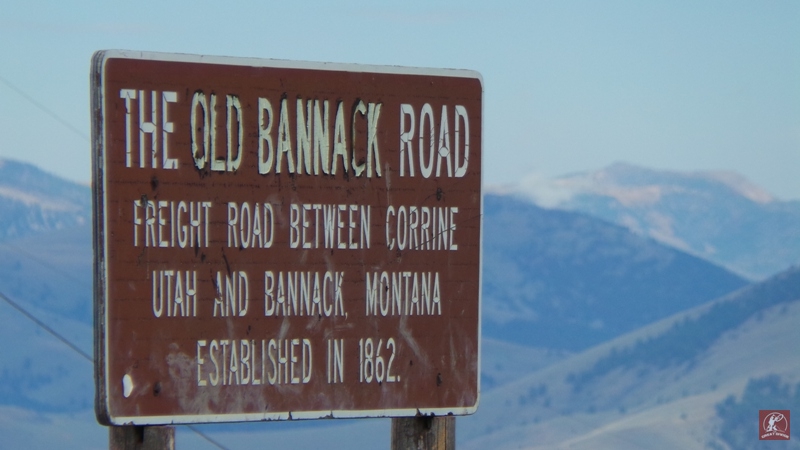 THE OLD BANNACK ROAD
FREIGHT ROAD BETWEEN CORRINE
UTAH AND BANNACK, MONTANA
ESTABLISHED IN 1862.